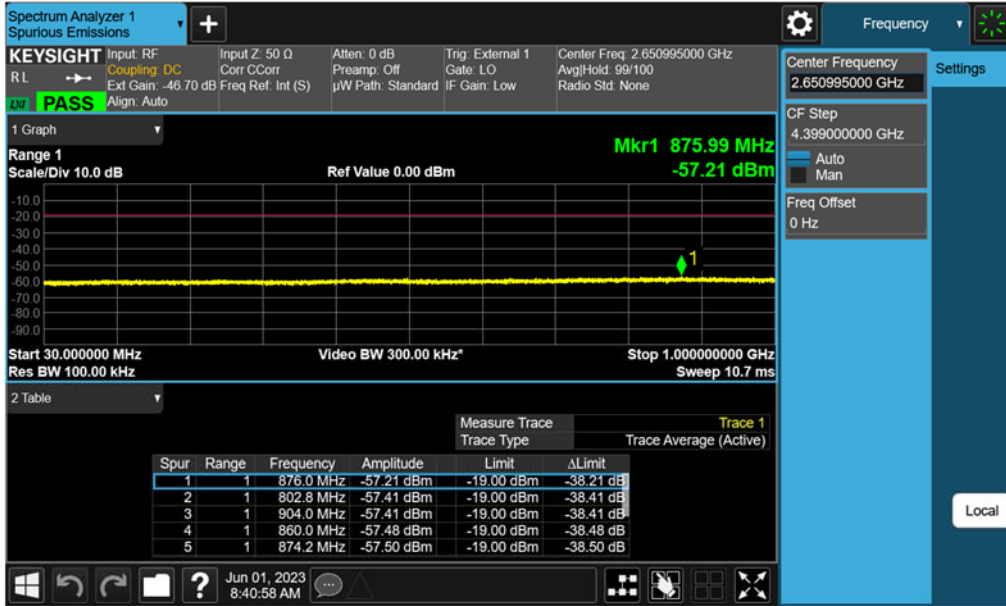 Spectrum Analyzer 1
Spurious Emissions
+
Frequency
KEYSIGHT Input: RF
R L
Coupling: DC
Ext Gain: -46.70 dB
LXI PASS Align: Auto
Input Z: 50 Ω
Corr CCorr
Freq Ref: Int (S)
Atten: 0 dB
Preamp: Off
µW Path: Standard
Trig: External 1
Gate: LO
IF Gain: Low
Center Freq: 2.650995000 GHz
Avg|Hold: 99/100
Radio Std: None
Center Frequency
2.650995000 GHz
Settings
CF Step
4.399000000 GHz
Auto
Man
Freq Offset
0 Hz
1 Graph
Range 1
Scale/Div 10.0 dB
Ref Value 0.00 dBm
Mkr1 875.99 MHz
-57.21 dBm
-10.0
-20.0
-30.0
-40.0
-50.0
-60.0
-70.0
-80.0
-90.0
1
Start 30.000000 MHz
Video BW 300.00 kHz*
Stop 1.000000000 GHz
Res BW 100.00 kHz
Sweep 10.7 ms
2 Table
Measure Trace Trace 1
Trace Type Trace Average (Active)
Spur Range Frequency Amplitude Limit ΔLimit
1 1 876.0 MHz -57.21 dBm -19.00 dBm -38.21 dB
2 1 802.8 MHz -57.41 dBm -19.00 dBm -38.41 dB
3 1 904.0 MHz -57.41 dBm -19.00 dBm -38.41 dB
4 1 860.0 MHz -57.48 dBm -19.00 dBm -38.48 dB
5 1 874.2 MHz -57.50 dBm -19.00 dBm -38.50 dB
Local
?
Jun 01, 2023
8:40:58 AM